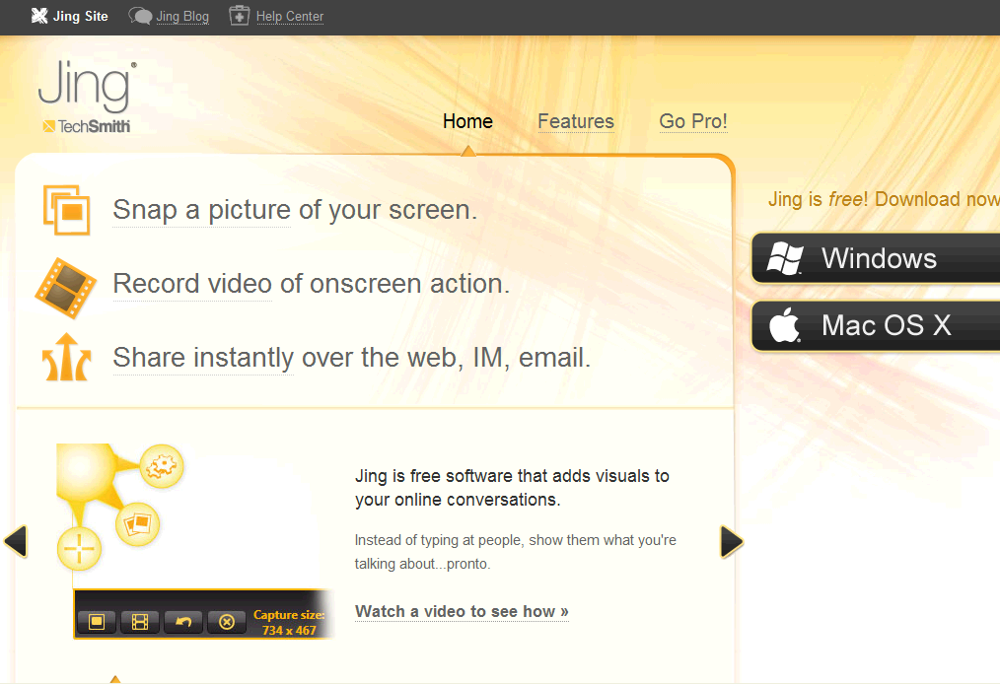 Jing Site Jing Blog Help Center
Jing®
TechSmith
Home Features Go Pro!
Snap a picture of your screen.
Record video of onscreen action.
Share instantly over the web, IM, email.
Jing is free! Download now
Windows
Mac OS X
Jing is free software that adds visuals to
your online conversations.
Instead of typing at people, show them what you're
talking about...pronto.
Watch a video to see how »
Capture size:
734 x 467